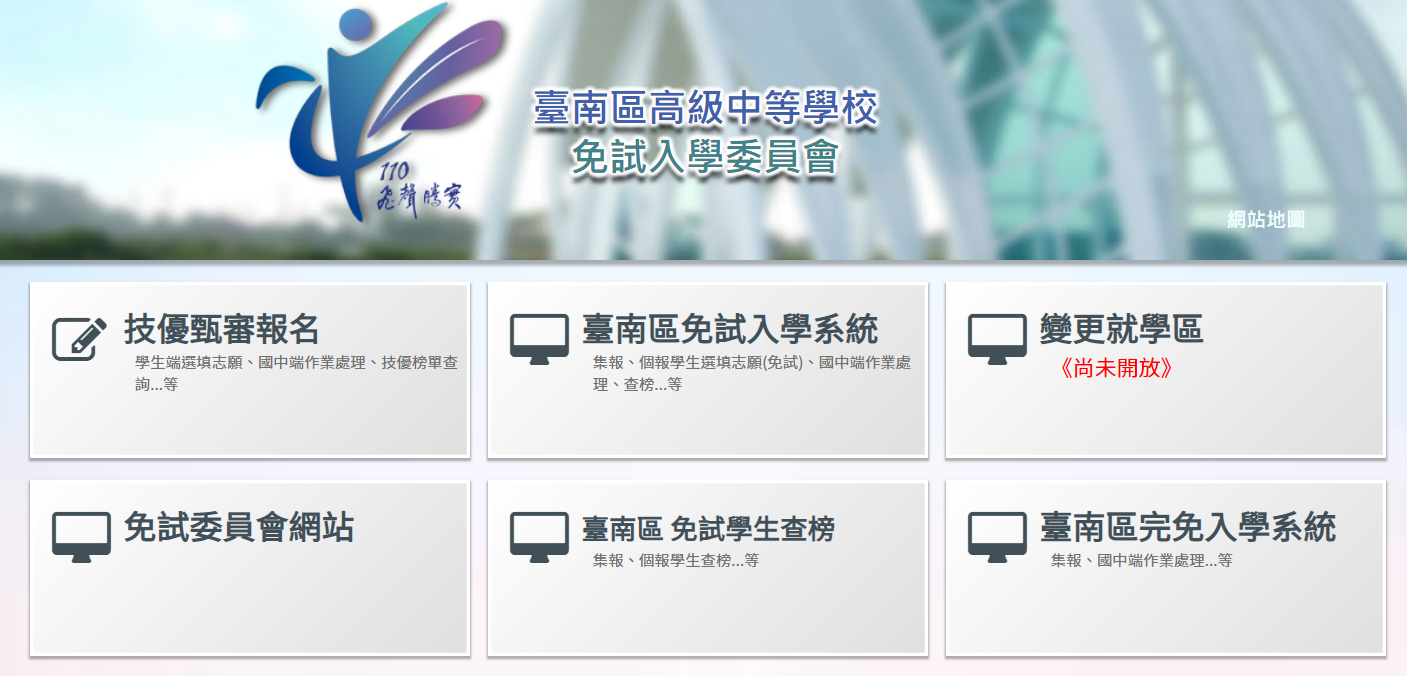 110
飛聲騰實
臺南區高級中等學校
免試入學委員會
網站地圖
技優甄審報名
學生端選填志願、國中端作業處理、技優榜單查
詢...等
臺南區免試入學系統
集報、個報學生選填志願(免試)、國中端作業處
理、查榜...等
變更就學區
《尚未開放》
免試委員會網站
臺南區 免試學生查榜
集報、個報學生查榜...等
臺南區完免入學系統
集報、國中端作業處理...等